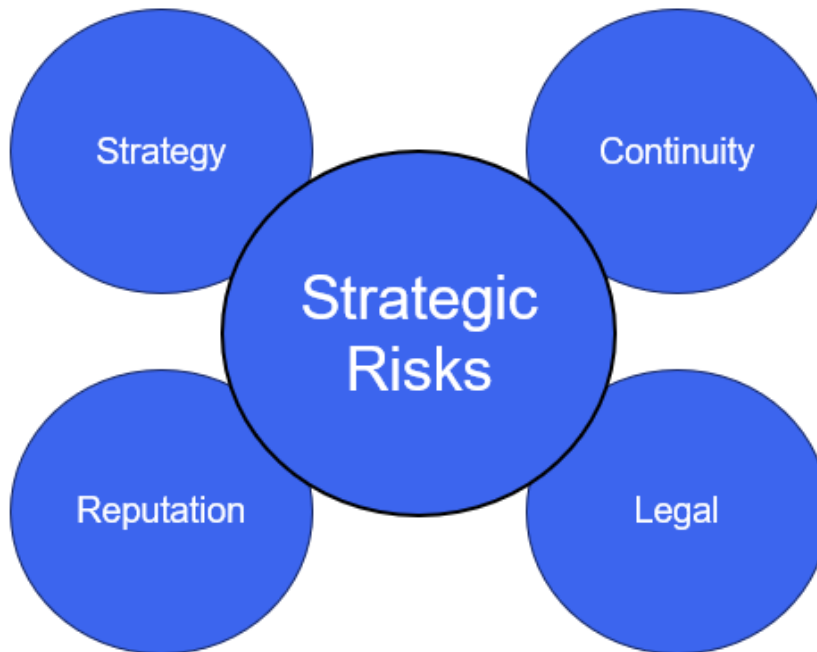 Strategy
Continuity
Strategic
Risks
Reputation
Legal